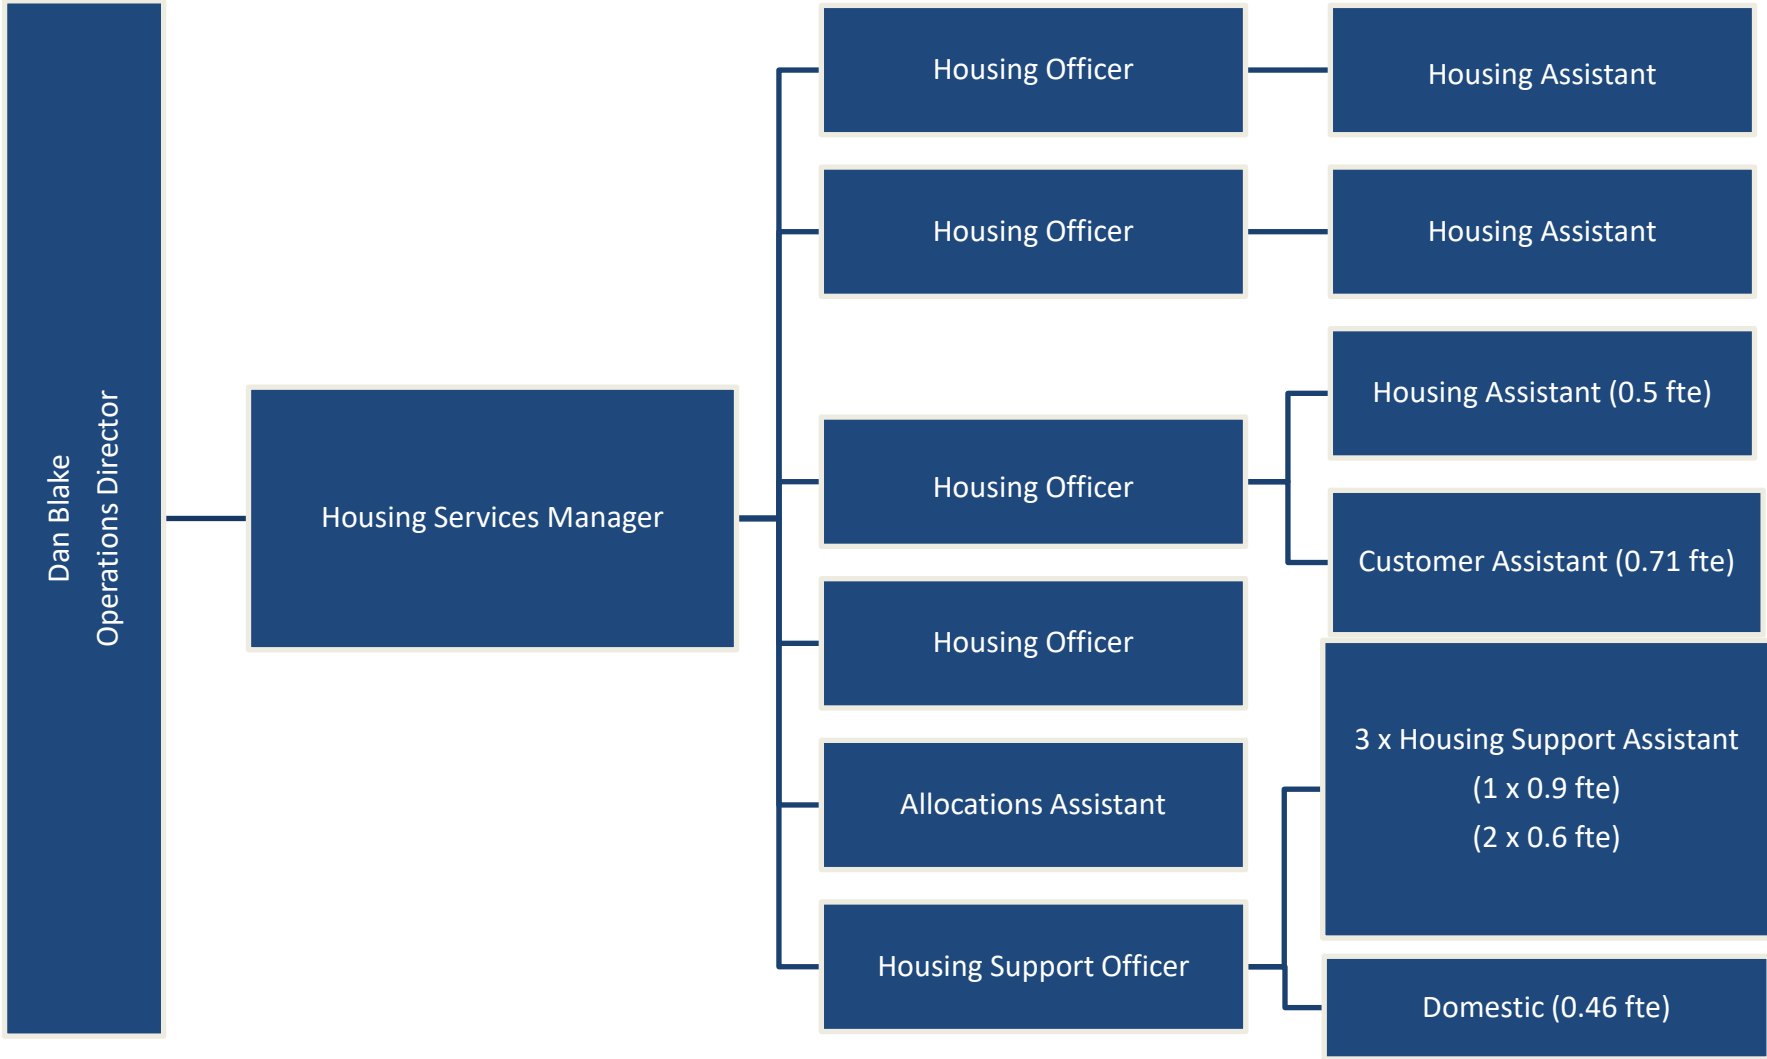 Dan Blake
Operations Director
Housing Services Manager
Housing Officer
Housing Assistant
Housing Officer
Housing Assistant
Housing Officer
Housing Assistant (0.5 fte)
Customer Assistant (0.71 fte)
Housing Officer
Allocations Assistant
Housing Support Officer
3 x Housing Support Assistant
(1 x 0.9 fte)
(2 x 0.6 fte)
Domestic (0.46 fte)